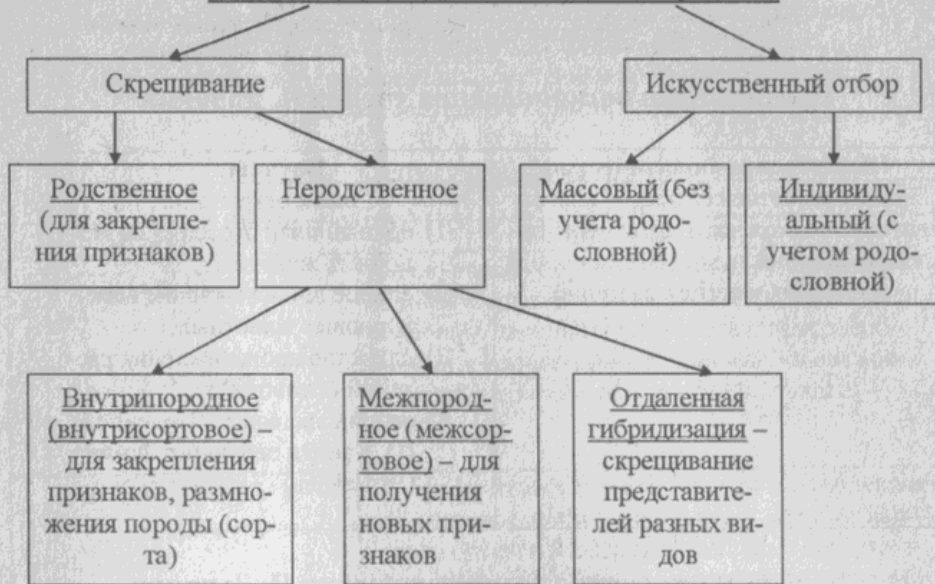 Скрещивание
Искусственный отбор
Родственное
(для закрепле-
ния признаков)
Неродственное
Массовый (без
учета родо-
словной)
Индивиду-
альный (с
учетом родо-
словной)
Внутрипородное
(внутрисортовое) –
для закрепления
признаков, размно-
жения породы (сор-
та)
Межпород-
ное (межсор-
товое) – для
получения
новых при-
знаков
Отдаленная
гибридизация –
скрещивание
представите-
лей разных ви-
дов